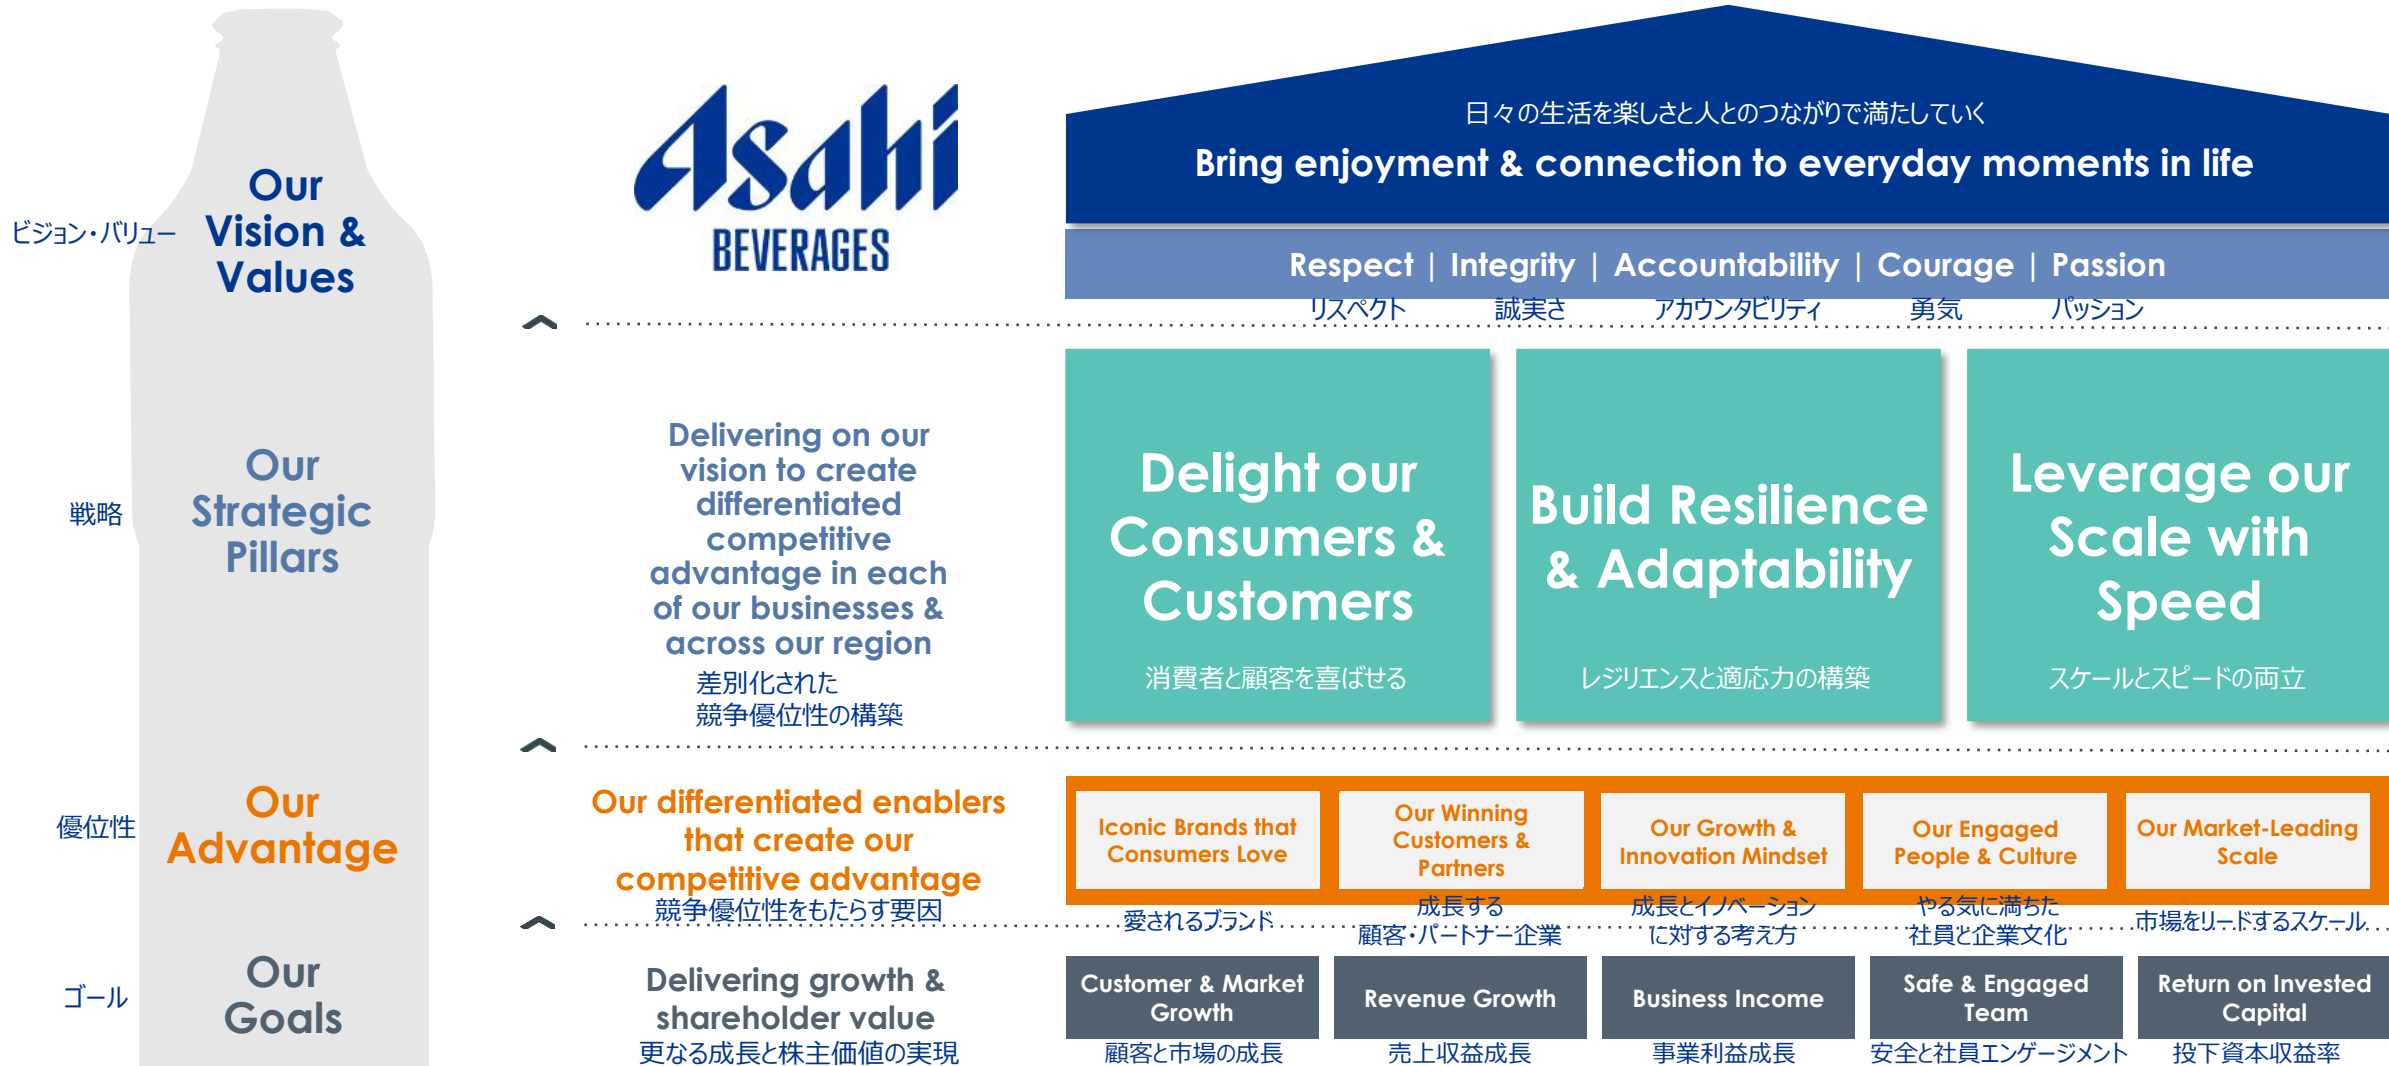 Our
Vision &
Values
ビジョン・バリュー
Asahi
BEVERAGES
日々の生活を楽しさと人とのつながりで満たしていく
Bring enjoyment & connection to everyday moments in life
Respect | Integrity | Accountability | Courage | Passion
リスペクト 誠実さ アカウンタビリティ 勇気 パッション
Our
Strategic
Pillars
戦略
Delivering on our
vision to create
differentiated
competitive
advantage in each
of our businesses &
across our region
差別化された
競争優位性の構築
Delight our
Consumers &
Customers
消費者と顧客を喜ばせる
Build Resilience
& Adaptability
レジリエンスと適応力の構築
Leverage our
Scale with
Speed
スケールとスピードの両立
Our
Advantage
優位性
Our differentiated enablers
that create our
competitive advantage
競争優位性をもたらす要因
Iconic Brands that
Consumers Love
愛されるブランド
Our Winning
Customers &
Partners
成長する
顧客・パートナー企業
Our Growth &
Innovation Mindset
成長とイノベーション
に対する考え方
Our Engaged
People & Culture
やる気に満ちた
社員と企業文化
Our Market-Leading
Scale
市場をリードするスケール
Our
Goals
ゴール
Delivering growth &
shareholder value
更なる成長と株主価値の実現
Customer & Market
Growth
顧客と市場の成長
Revenue Growth
売上収益成長
Business Income
事業利益成長
Safe & Engaged
Team
安全と社員エンゲージメント
Return on Invested
Capital
投下資本収益率